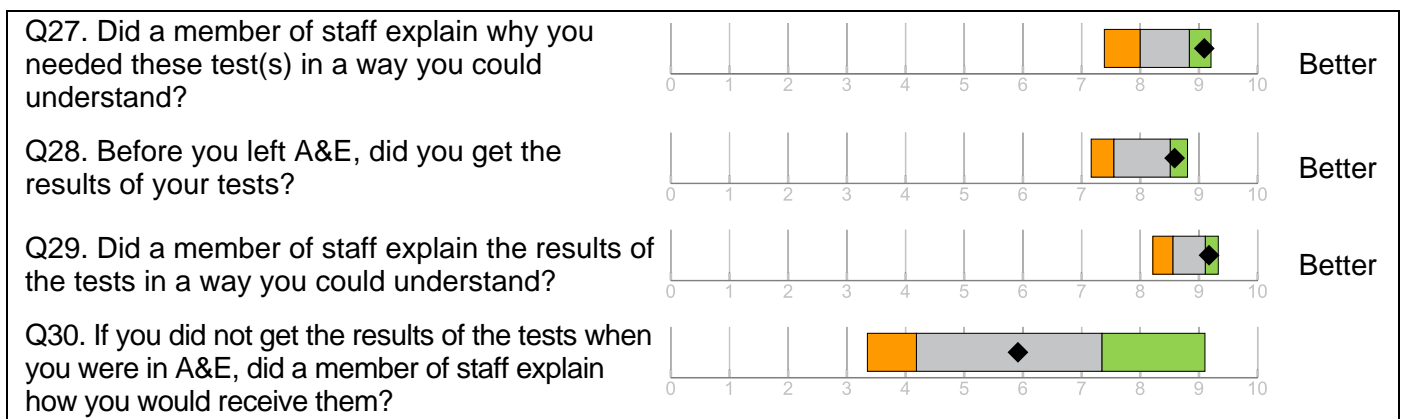 Q27. Did a member of staff explain why you
needed these test(s) in a way you could
understand?
0 1 2 3 4 5 6 7 8 9 10
Better
Q28. Before you left A&E, did you get the
results of your tests?
0 1 2 3 4 5 6 7 8 9 10
Better
Q29. Did a member of staff explain the results of
the tests in a way you could understand?
0 1 2 3 4 5 6 7 8 9 10
Better
Q30. If you did not get the results of the tests when
you were in A&E, did a member of staff explain
how you would receive them?
0 1 2 3 4 5 6 7 8 9 10